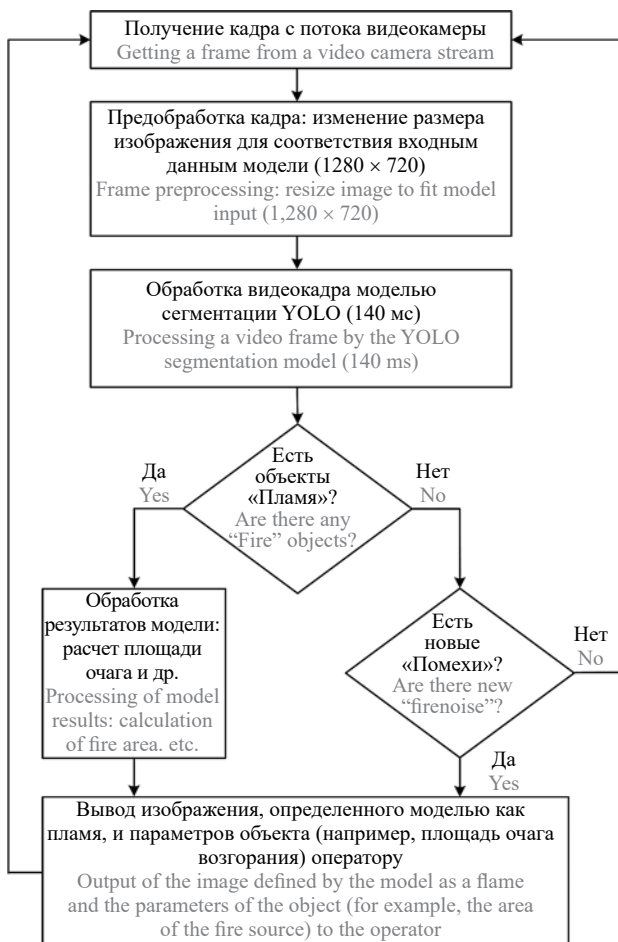 Получение кадра с потока видеокамеры
Getting a frame from a video camera stream
Предобработка кадра: изменение размера
изображения для соответствия входным
данным модели (1280 × 720)
Frame preprocessing: resize image to fit model
input (1,280 × 720)
Обработка видеокадра моделью
сегментации YOLO (140 мс)
Processing a video frame by the YOLO
segmentation model (140 ms)
Да
Yes
Есть
объекты
«Пламя»?
Are there any
“Fire” objects?
Нет
No
Обработка
результатов модели:
расчет площади
очага и др.
Processing of model
results: calculation
of fire area. etc.
Есть
новые
«Помехи»?
Are there new
“firenoise”?
Нет
No
Да
Yes
Вывод изображения, определенного моделью как
пламя, и параметров объекта (например, площадь очага
возгорания) оператору
Output of the image defined by the model as a flame
and the parameters of the object (for example, the area
of the fire source) to the operator